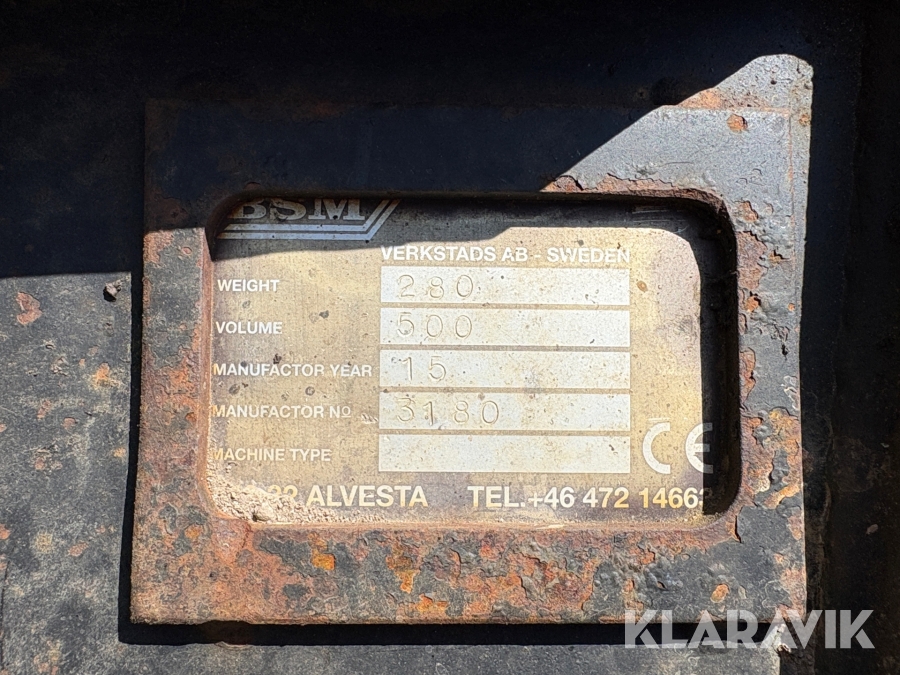 BSM
VERKSTADS AB - SWEDEN
WEIGHT 280
VOLUME 500
MANUFACTOR YEAR 15
MANUFACTOR No 3180
MACHINE TYPE
CE
ALVESTA TEL.+46 472 1466
KLARAVIK